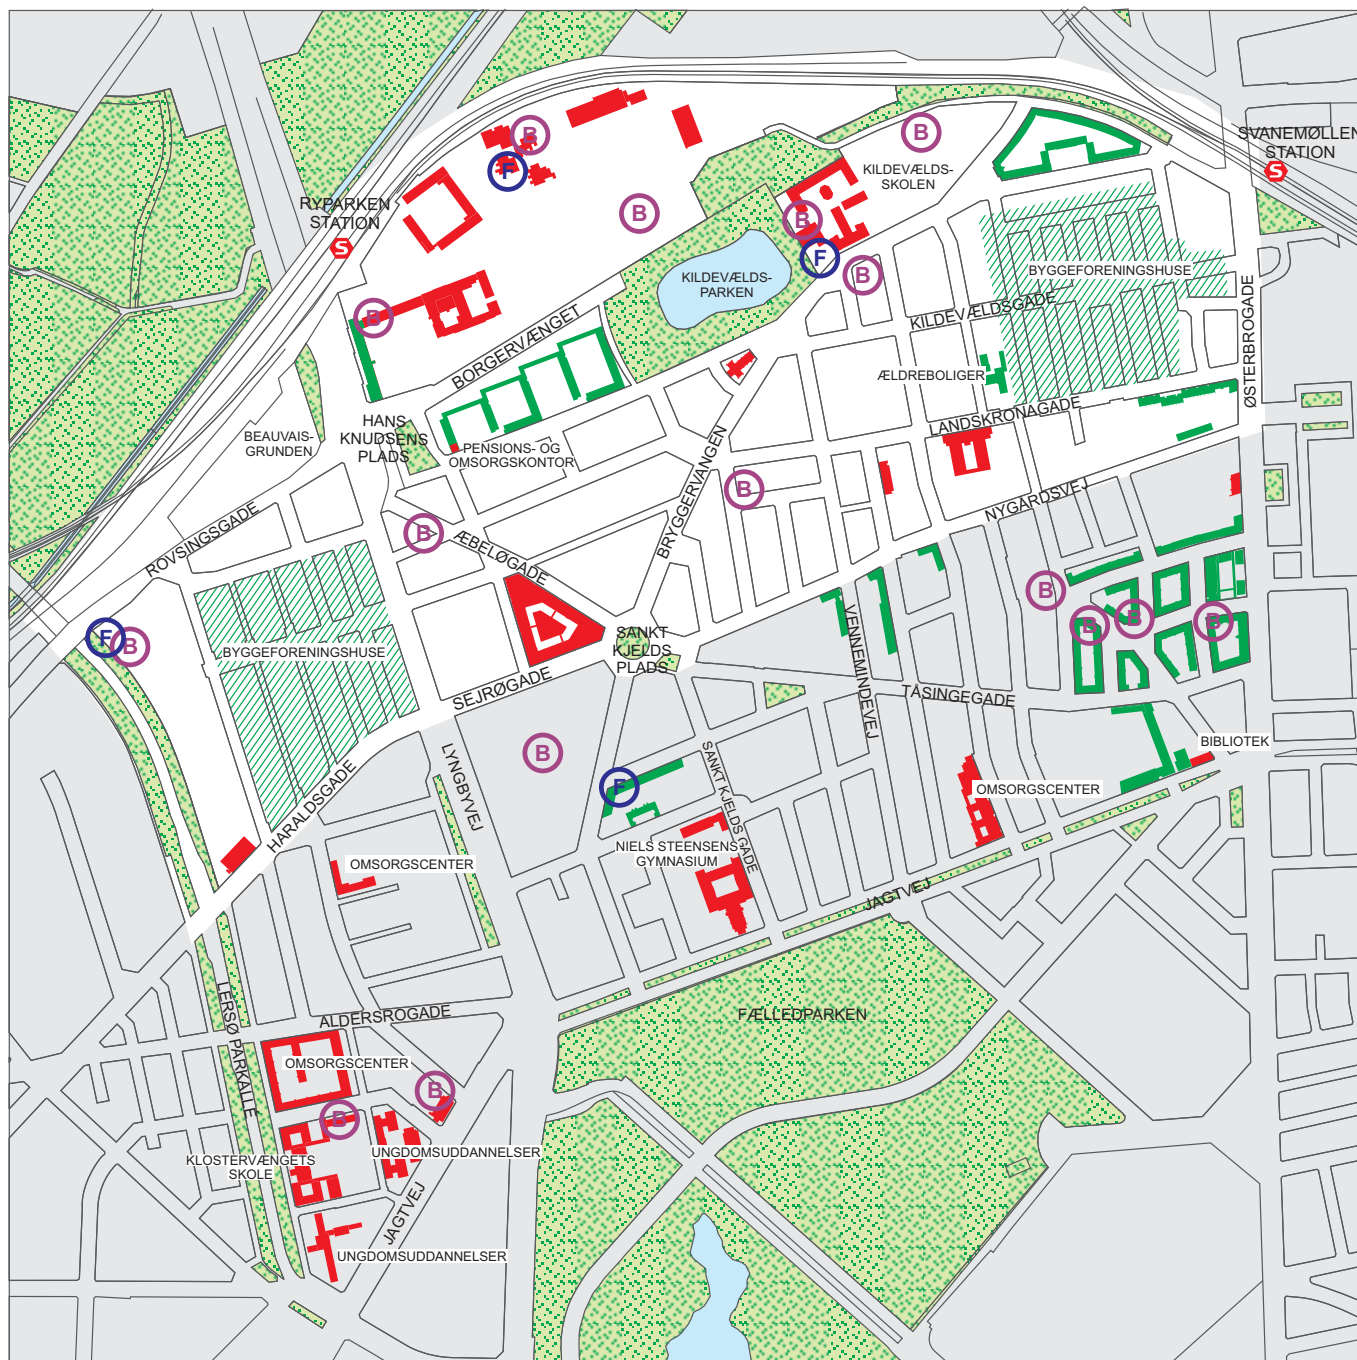 B
B
SVANEMØLLEN
STATION
S
KILDEVÆLDS-
SKOLEN
F
RYPARKEN
STATION
S
B
B
F
B
KILDEVÆLDS-
PARKEN
BYGGEFORENINGSHUSE
B
KILDEVÆLDSGADE
ØSTERBROGADE
BORGERVÆNGET
ÆLDREBOLIGER
LANDSKRONAGADE
HANS
KNUDSENS
PLADS
BEAUVAIS-
GRUNDEN
PENSIONS- OG
OMSORGSKONTOR
BRYGGERVANGEN
B
NYGÅRDSVEJ
ROVSINGSGADE
B
ÆBELØGADE
B
B
B
B
F
B
BYGGEFORENINGSHUSE
SANKT
KJELDS
PLADS
VENNEMINDEVEJ
SEJRØGADE
TÅSINGEGADE
B
LYNGBYVEJ
BIBLIOTEK
F
SANKT KJELDS GADE
OMSORGSCENTER
HARALDSGADE
NIELS STEENSENS
GYMNASIUM
OMSORGSCENTER
JAGTVEJ
LERSØ PARKALLÉ
ALDERSROGADE
FÆLLEDPARKEN
OMSORGSCENTER
B
B
UNGDOMSUDDANNELSER
KLOSTERVÆNGETS
SKOLE
JAGTVEJ
UNGDOMSUDDANNELSER